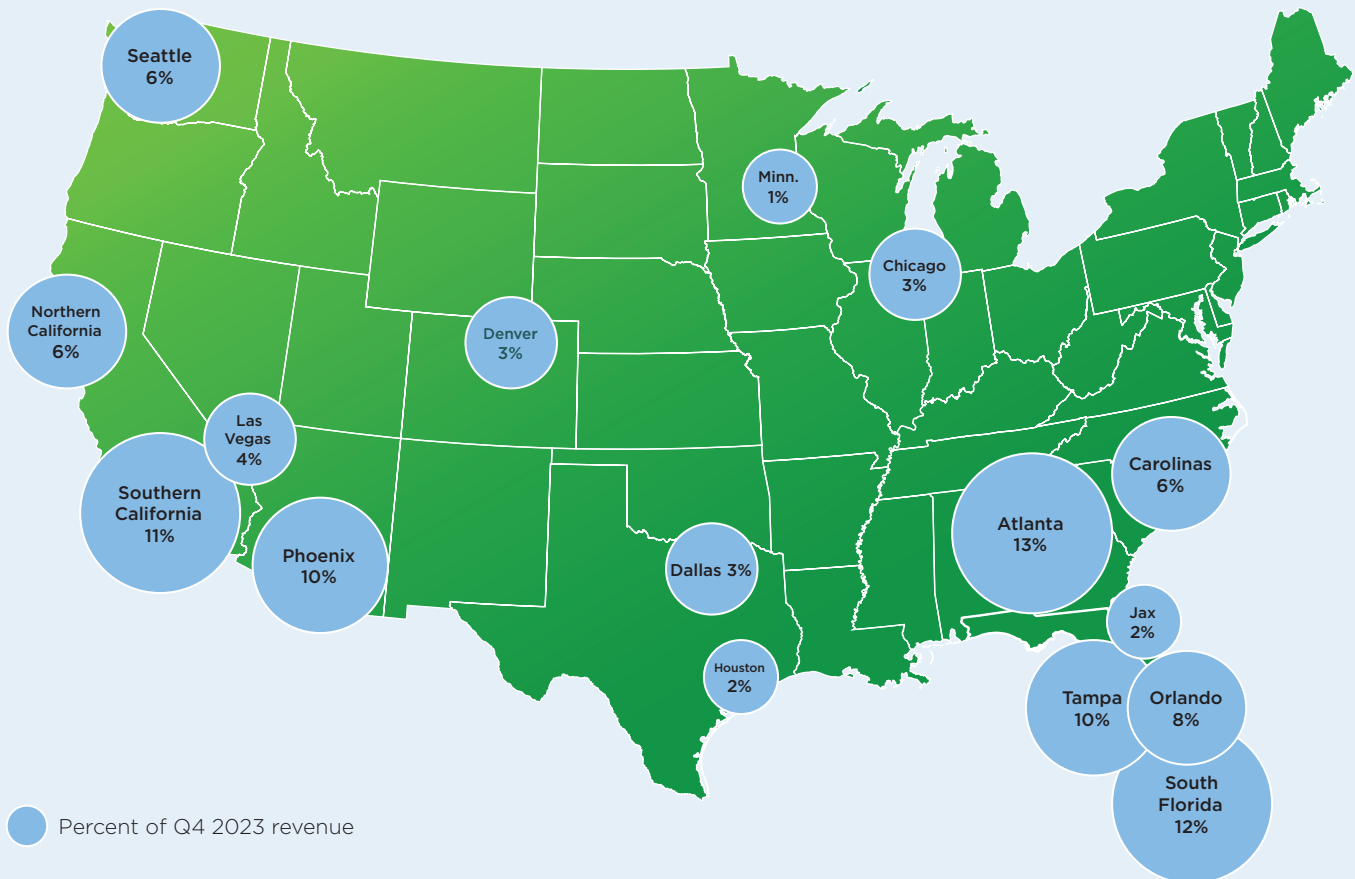 Seattle
6%
Minn.
1%
Chicago
3%
Northern
California
6%
Denver
3%
Las
Vegas
4%
Southern
California
11%
Phoenix
10%
Carolinas
6%
Atlanta
13%
Dallas 3%
Jax
2%
Houston
2%
Tampa
10%
Orlando
8%
South
Florida
12%
Percent of Q4 2023 revenue